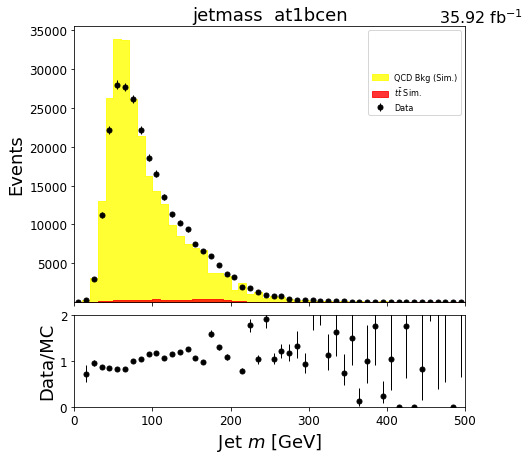 jetmass  at1bcen
35.92 fb⁻¹
35000
30000
25000
20000
15000
10000
5000
Events
QCD Bkg (Sim.)
tt̄ Sim.
Data
2
1
0
Data/MC
0 100 200 300 400 500
Jet m [GeV]